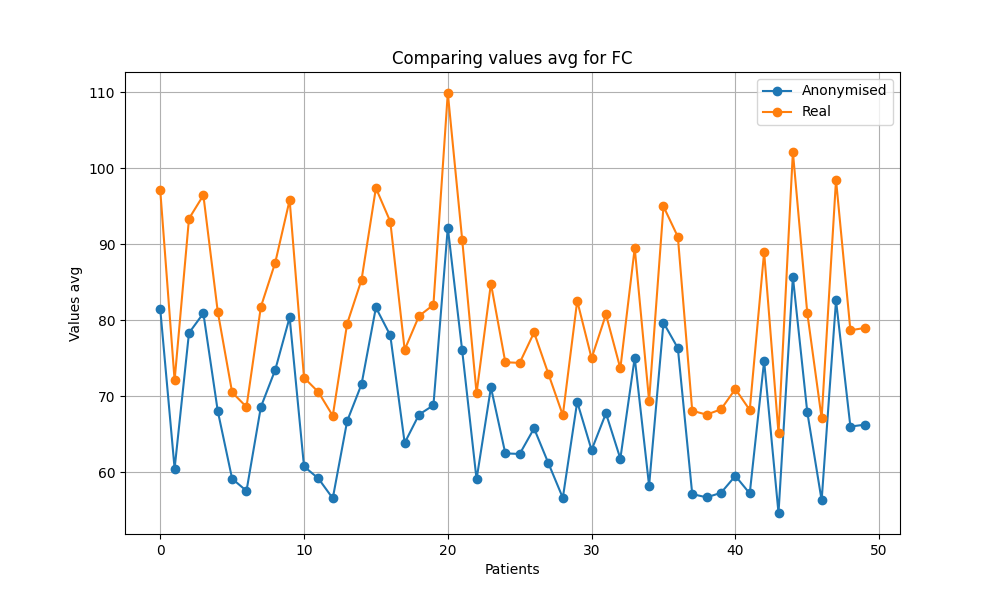 Comparing values avg for FC
Anonymised
Real
110
100
90
80
70
60
Values avg
0 10 20 30 40 50
Patients